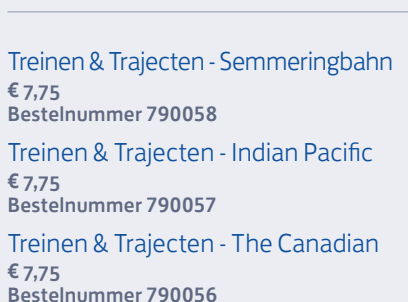 Treinen & Trajecten - Semmeringbahn
€ 7,75
Bestelnummer 790058
Treinen & Trajecten - Indian Pacific
€ 7,75
Bestelnummer 790057
Treinen & Trajecten - The Canadian
€ 7,75
Bestelnummer 790056